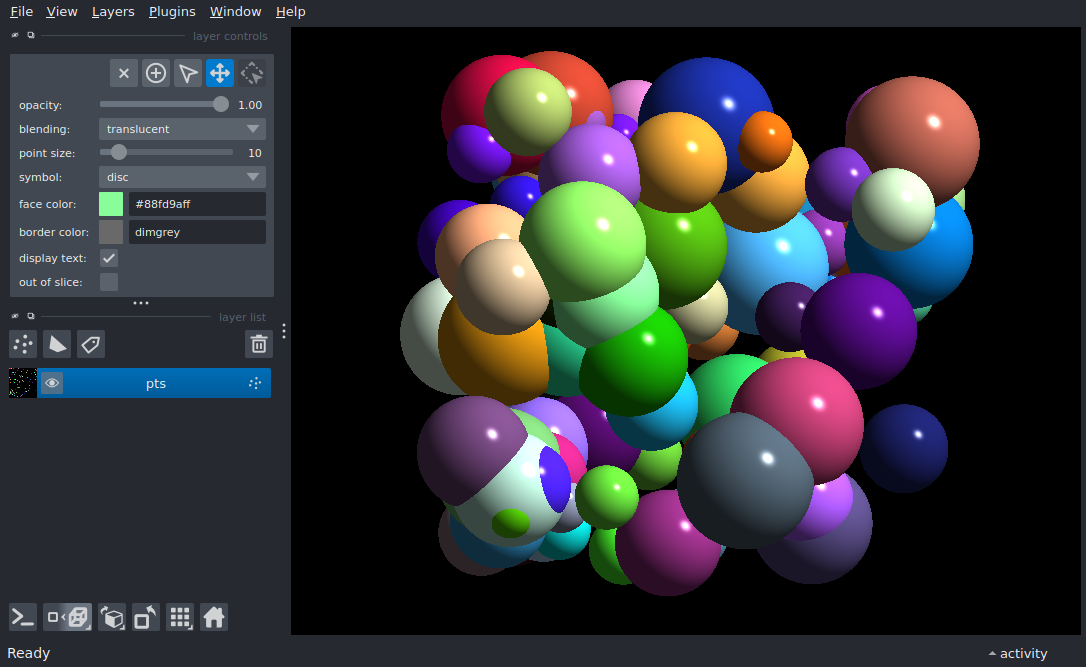 File View Layers Plugins Window Help
layer controls
opacity: 1.00
blending: translucent
point size: 10
symbol: disc
face color: #88fd9aff
border color: dimgrey
display text:
out of slice:
layer list
pts
Ready activity